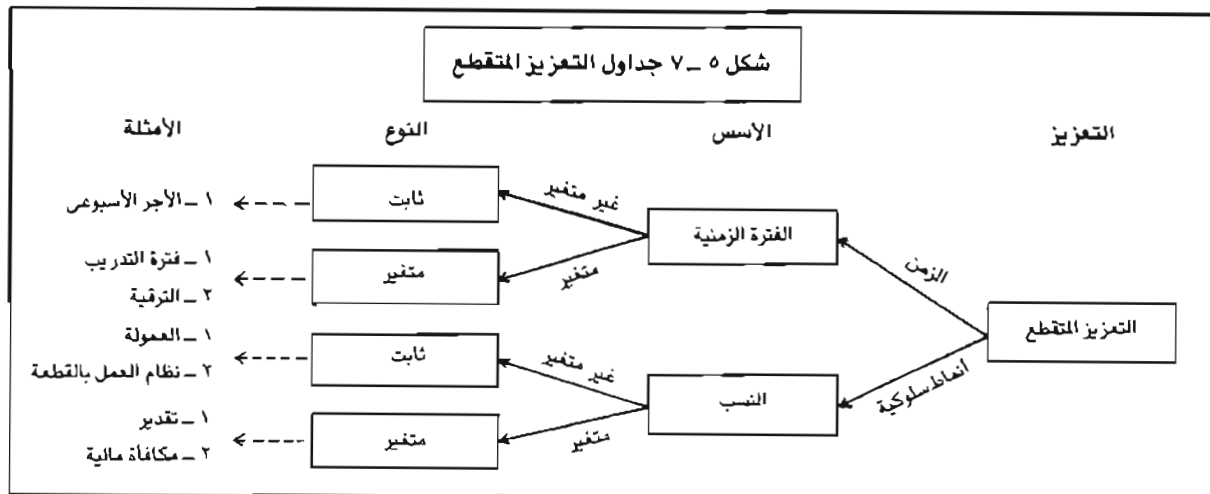 شكل ٥ – ٧ جداول التعزيز المتقطع
التعزيز
الأسس
النوع
الأمثلة
التعزيز المتقطع
الزمن
أنماط سلوكية
الفترة الزمنية
غير متغير
متغير
ثابت
١ – الأجر الأسبوعى
متغير
١ – فترة التدريب
٢ – الترقية
النسب
غير متغير
متغير
ثابت
١ – العمولة
٢ – نظام العمل بالقطعة
متغير
١ – تقدير
٢ – مكافأة مالية